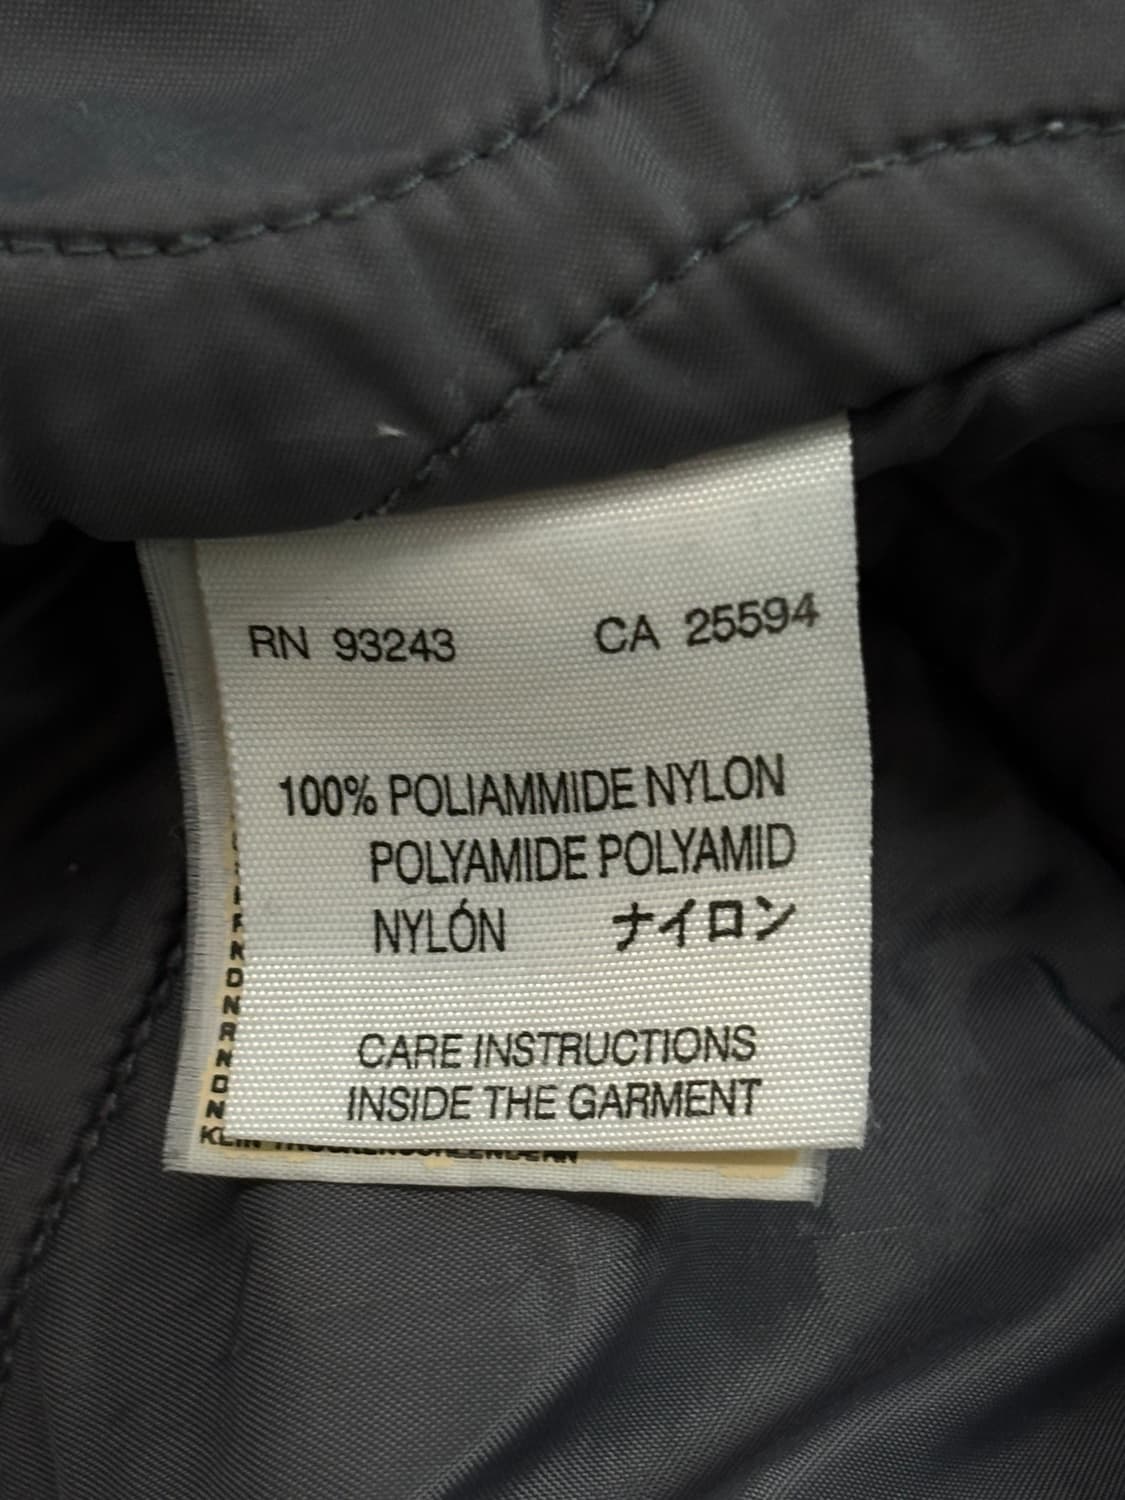 RN 93243 CA 25594
100% POLIAMMIDE NYLON
POLYAMIDE POLYAMID
NYLÓN ナイロン
CARE INSTRUCTIONS
INSIDE THE GARMENT